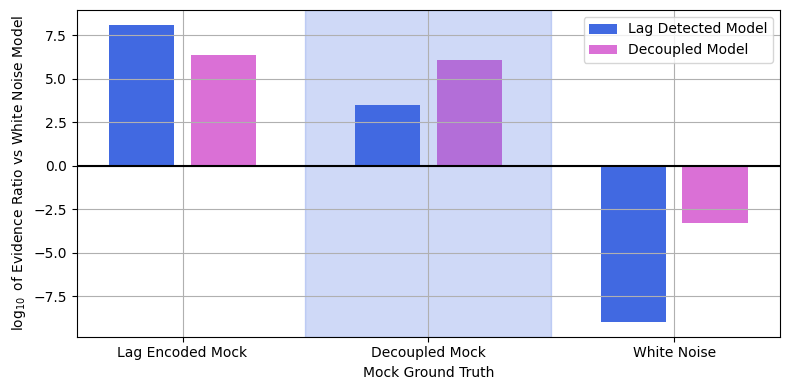 log₁₀ of Evidence Ratio vs White Noise Model
7.5
5.0
2.5
0.0
−2.5
−5.0
−7.5
Lag Detected Model
Decoupled Model
Lag Encoded Mock
Decoupled Mock
White Noise
Mock Ground Truth